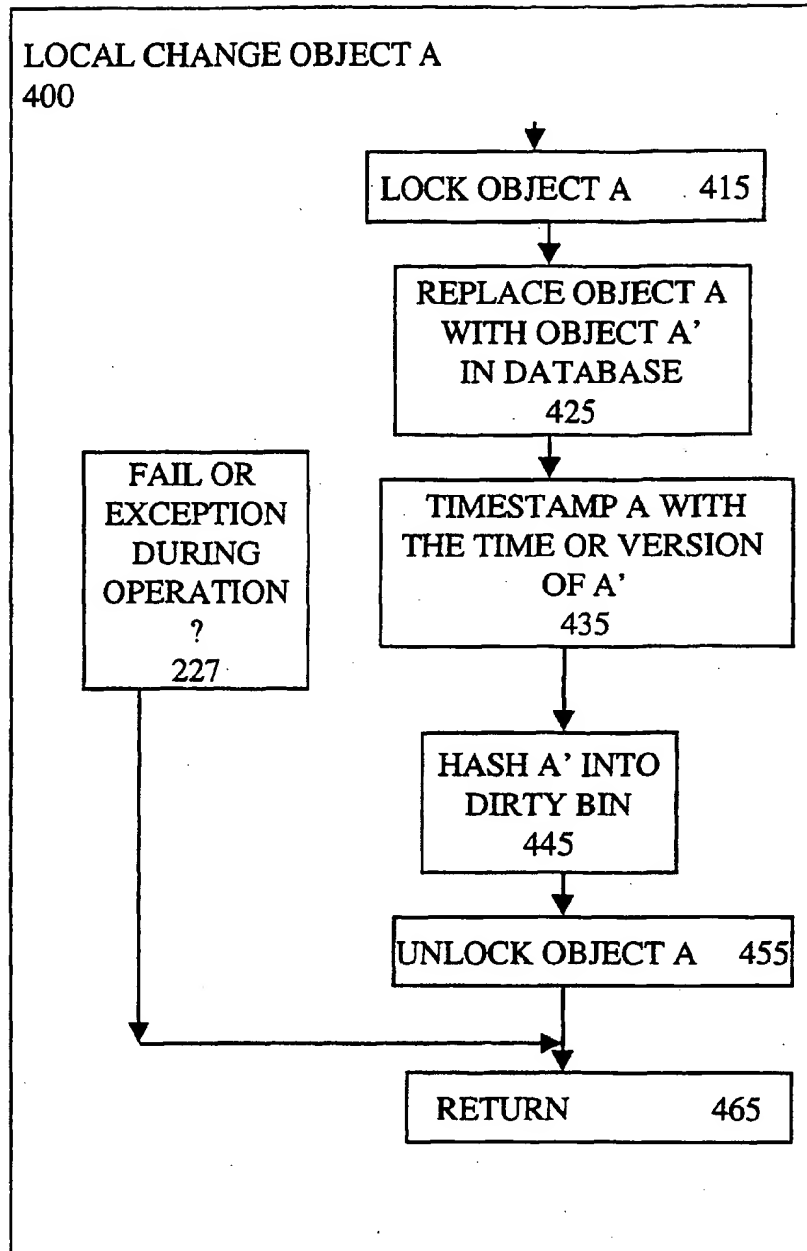 LOCAL CHANGE OBJECT A
400
LOCK OBJECT A 415
REPLACE OBJECT A
WITH OBJECT A'
IN DATABASE
425
FAIL OR
EXCEPTION
DURING
OPERATION
?
227
TIMESTAMP A WITH
THE TIME OR VERSION
OF A'
435
HASH A' INTO
DIRTY BIN
445
UNLOCK OBJECT A 455
RETURN 465